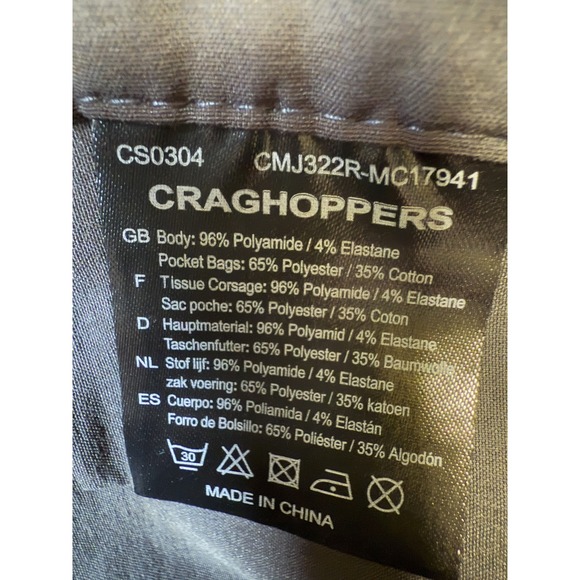 CS0304 CMJ322R-MC17941
CRAGHOPPERS
GB Body: 96% Polyamide / 4% Elastane
Pocket Bags: 65% Polyester / 35% Cotton
F Tissue Corsage: 96% Polyamide / 4% Elastane
Sac poche: 65% Polyester / 35% Coton
D Hauptmaterial: 96% Polyamid / 4% Elastane
Taschenfutter: 65% Polyester / 35% Baumwolle
NL Stof lijf: 96% Polyamide / 4% Elastane
zak voering: 65% Polyester / 35% katoen
ES Cuerpo: 96% Poliamida / 4% Elastán
Forro de Bolsillo: 65% Poliéster / 35% Algodón
30
MADE IN CHINA